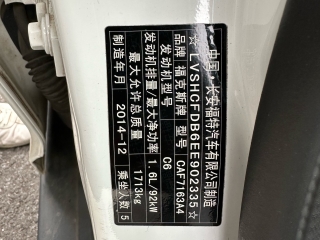 中国·长安福特汽车有限公司制造
☆LVSHCFDB6EE902335☆
品牌 福克斯牌 型号 CAF7163A4
发动机型号 C6
发动机排量/最大净功率 1.6L/92kW
最大允许总质量 1713kg
制造年月 2014-12 乘坐人数 5